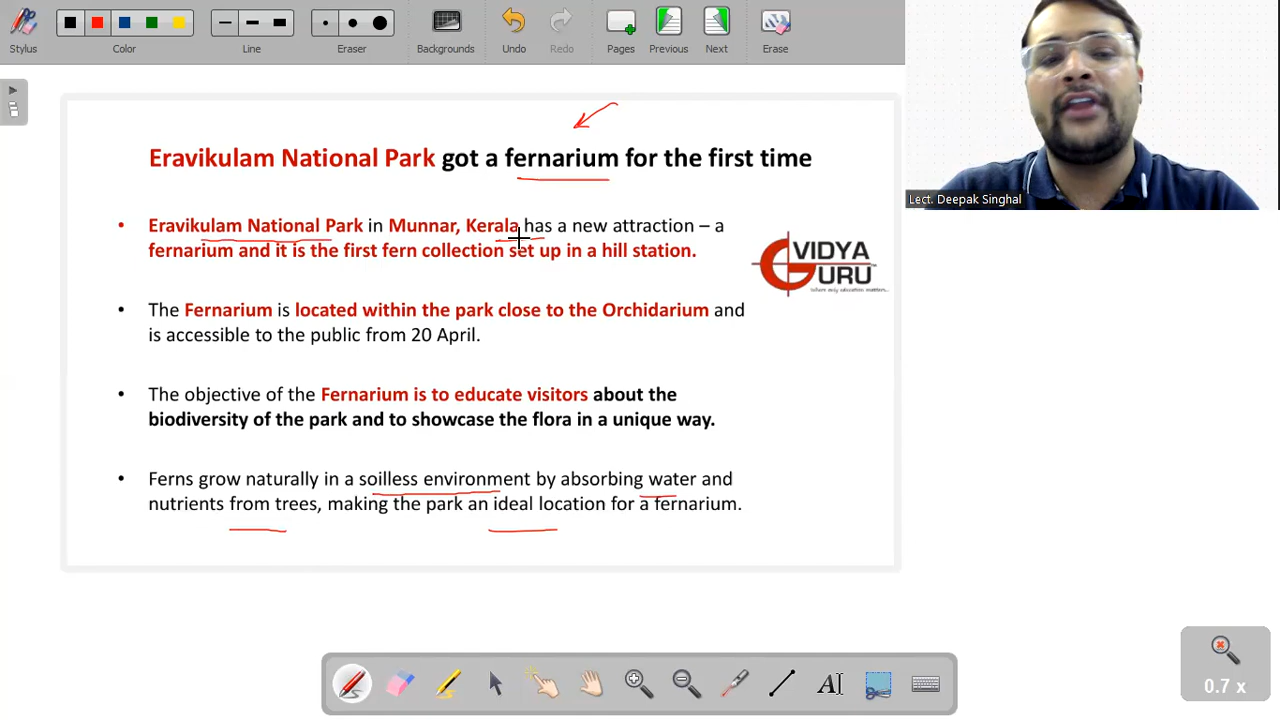 Stylus
Color
Line
Eraser
Backgrounds
Undo
Redo
Pages
Previous
Next
Erase
Lect. Deepak Singhal
Eravikulam National Park got a fernarium for the first time
• Eravikulam National Park in Munnar, Kerala has a new attraction – a
fernarium and it is the first fern collection set up in a hill station.
VIDYA
GURU
• The Fernarium is located within the park close to the Orchidarium and
is accessible to the public from 20 April.
• The objective of the Fernarium is to educate visitors about the
biodiversity of the park and to showcase the flora in a unique way.
• Ferns grow naturally in a soilless environment by absorbing water and
nutrients from trees, making the park an ideal location for a fernarium.
AI
0.7 x